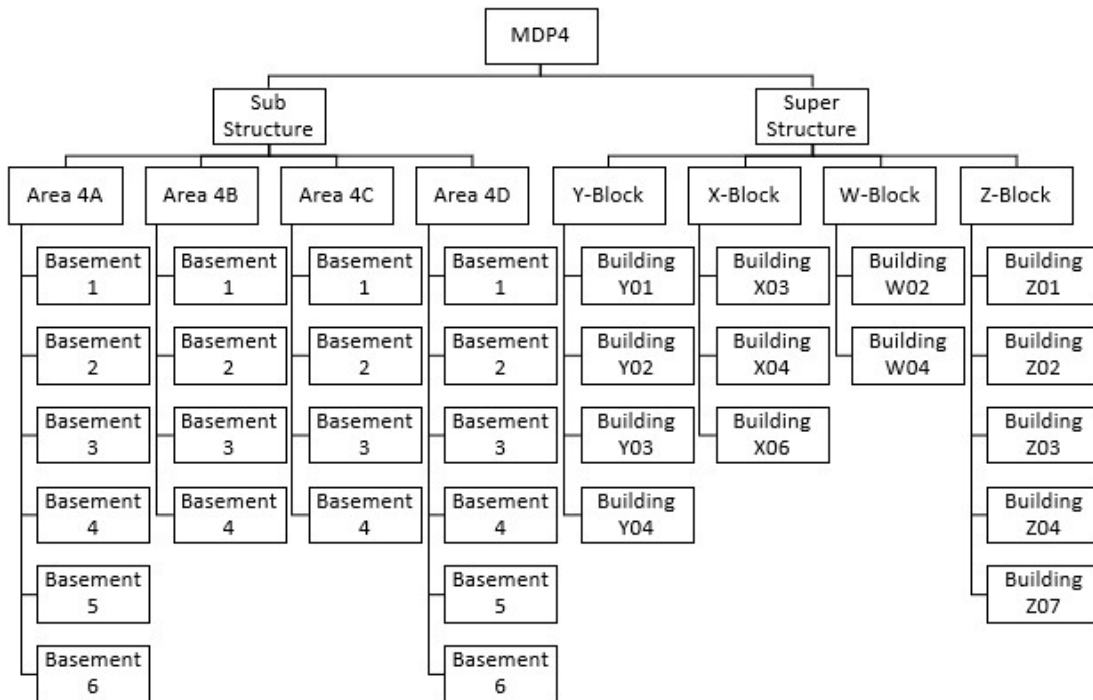 MDP4
Sub
Structure
Super
Structure
Area 4A
Area 4B
Area 4C
Area 4D
Y-Block
X-Block
W-Block
Z-Block
Basement
1
Basement
1
Basement
1
Basement
1
Building
Y01
Building
X03
Building
W02
Building
Z01
Basement
2
Basement
2
Basement
2
Basement
2
Building
Y02
Building
X04
Building
W04
Building
Z02
Basement
3
Basement
3
Basement
3
Basement
3
Building
Y03
Building
X06
Building
Z03
Basement
4
Basement
4
Basement
4
Basement
4
Building
Y04
Building
Z04
Basement
5
Basement
5
Building
Z07
Basement
6
Basement
6